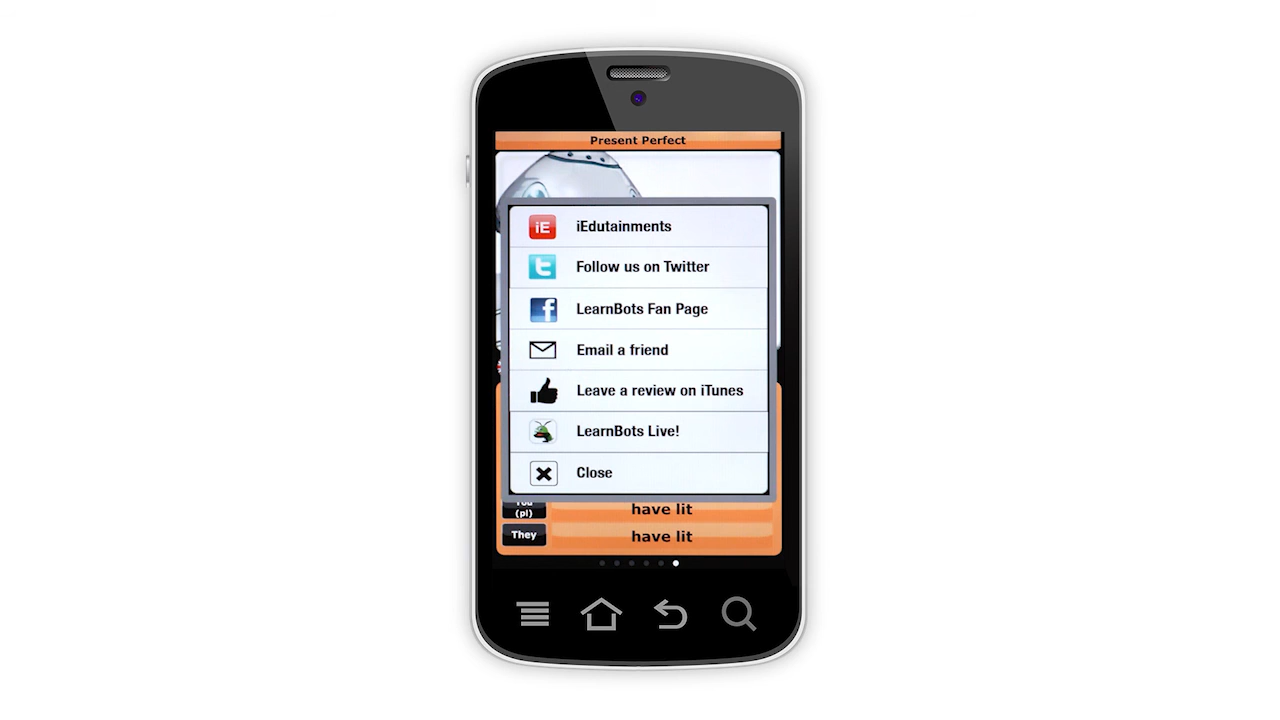 Present Perfect
iE
iEdutainments
t
Follow us on Twitter
f
LearnBots Fan Page
Email a friend
Leave a review on iTunes
LearnBots Live!
Close
You
(pl)
have lit
They
have lit